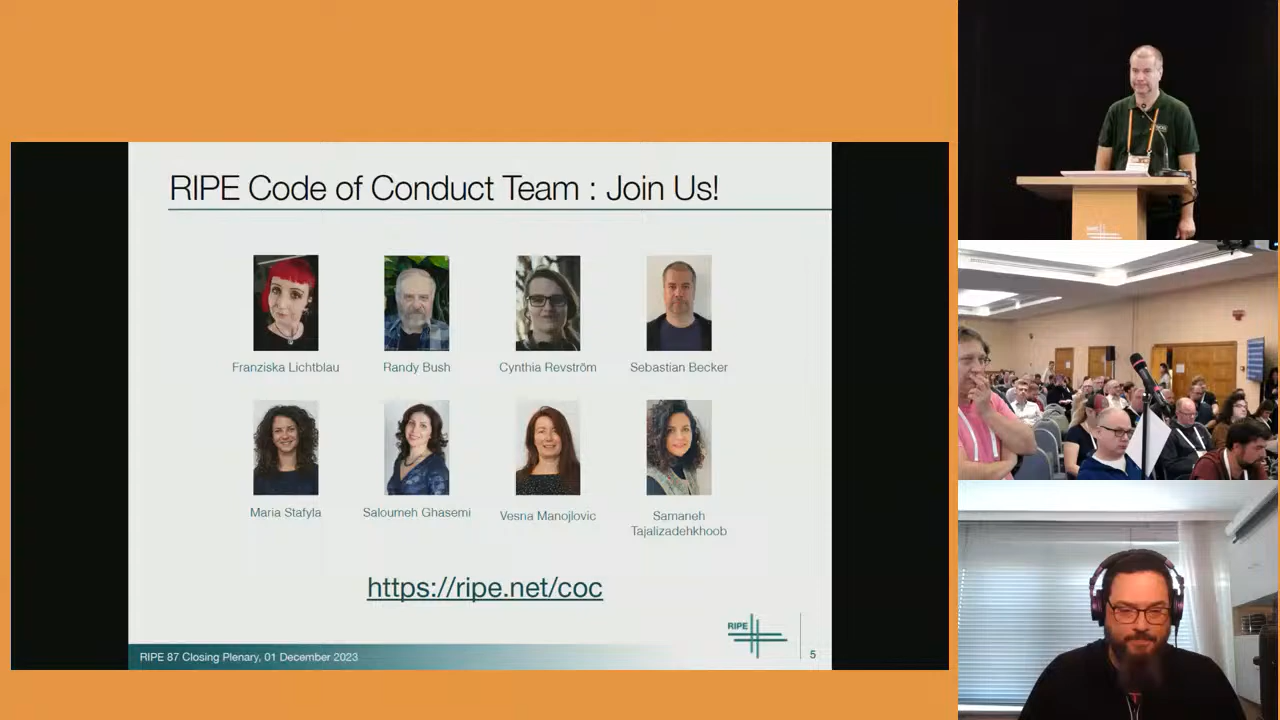 RIPE Code of Conduct Team : Join Us!
Franziska Lichtblau
Randy Bush
Cynthia Revström
Sebastian Becker
Maria Stafyla
Saloumeh Ghasemi
Vesna Manojlovic
Samaneh
Tajalizadehkhoob
https://ripe.net/coc
RIPE
RIPE 87 Closing Plenary, 01 December 2023
5